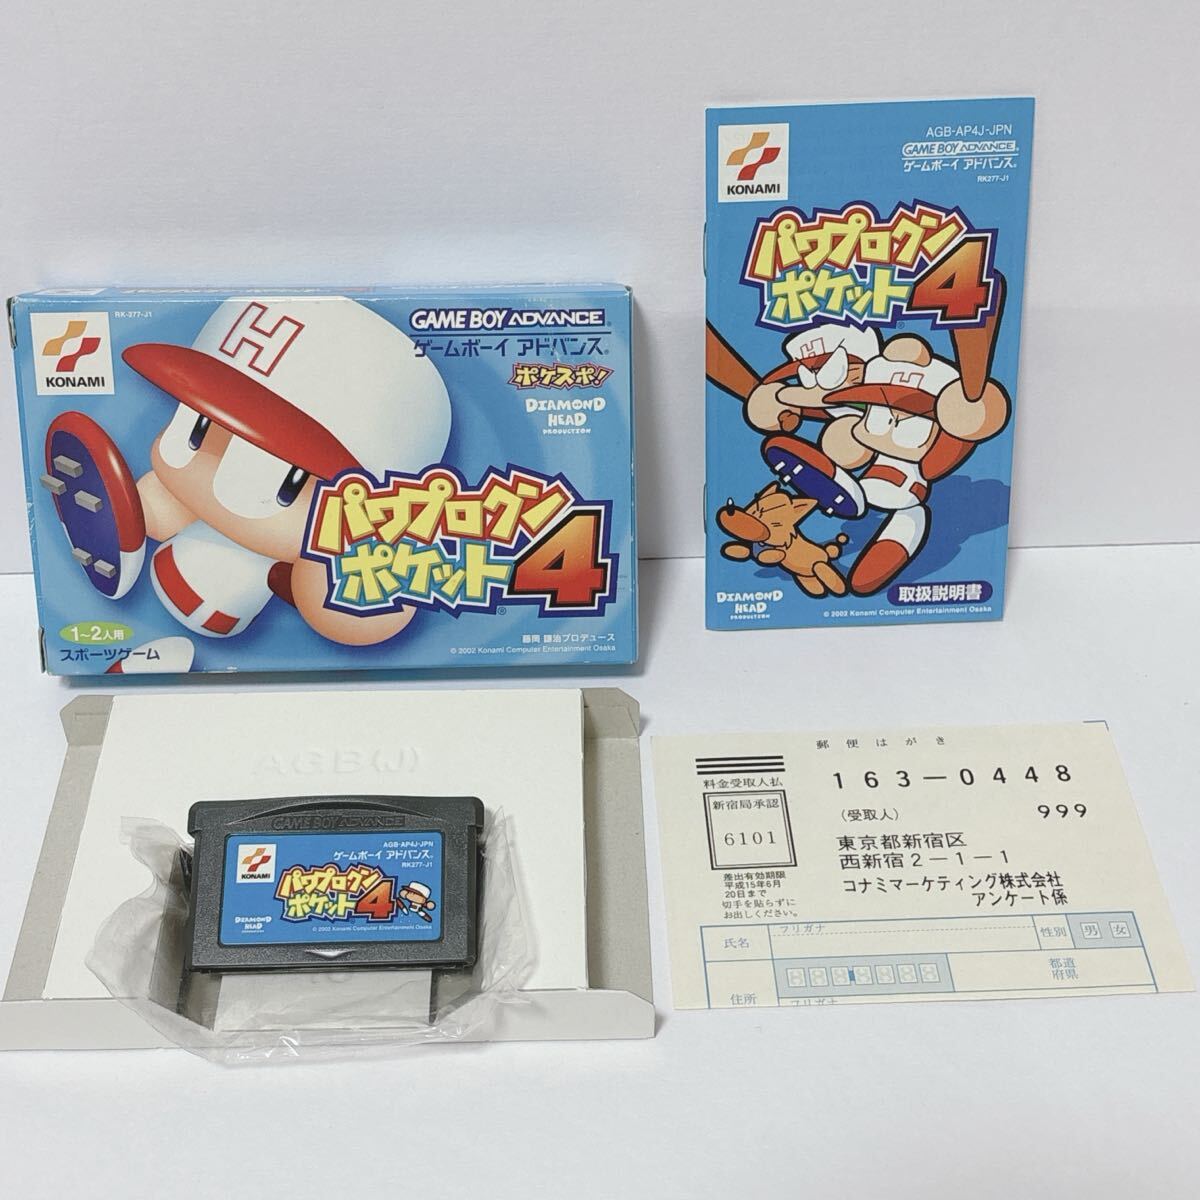 KONAMI
RK-277-J1
H
GAME BOY ADVANCE
ゲームボーイ アドバンス
ポケスポ!
DIAMOND
HEAD
PRODUCTION
パワプロクン
ポケット4
1~2人用
スポーツゲーム
藤岡 謙治プロデュース
© 2002 Konami Computer Entertainment Osaka
KONAMI
AGB-AP4J-JPN
GAME BOY ADVANCE
ゲームボーイ アドバンス
RK277-J1
パワプロクン
ポケット4
H
H
取扱説明書
DIAMOND
HEAD
PRODUCTION
© 2002 Konami Computer Entertainment Osaka
AGB(J)
GAME BOY ADVANCE
KONAMI
AGB-AP4J-JPN
ゲームボーイ アドバンス
RK277-J1
パワプロクン
ポケット4
DIAMOND
HEAD
PRODUCTION
© 2002 Konami Computer Entertainment Osaka
郵便はがき
料金受取人払
新宿局承認
6101
差出有効期限
平成15年6月
20日まで
切手を貼らずに
お出しください。
163-0448
(受取人)
999
東京都新宿区
西新宿2-1-1
コナミマーケティング株式会社
アンケート係
氏名
フリガナ
性別
男 女
住所
都道
府県
フリガナ